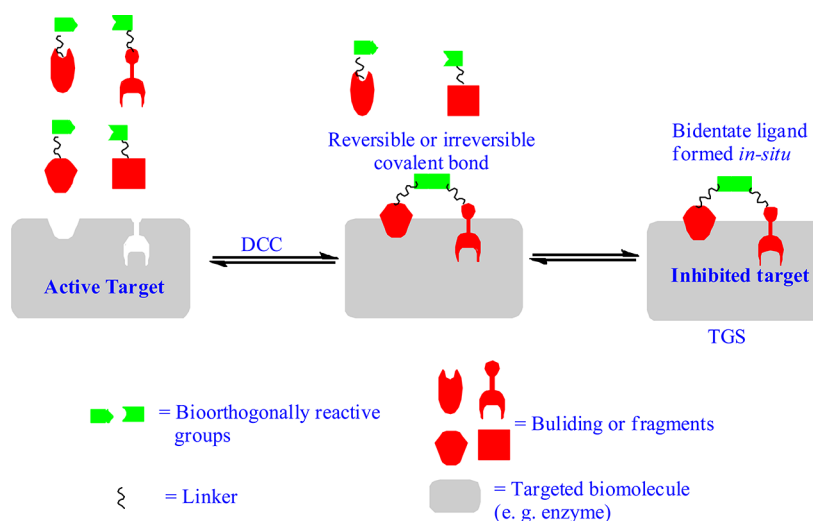 Reversible or irreversible
covalent bond
Bidentate ligand
formed in-situ
DCC
Active Target
Inhibited target
TGS
= Bioorthogonally reactive
groups
= Buliding or fragments
= Linker
= Targeted biomolecule
(e. g. enzyme)